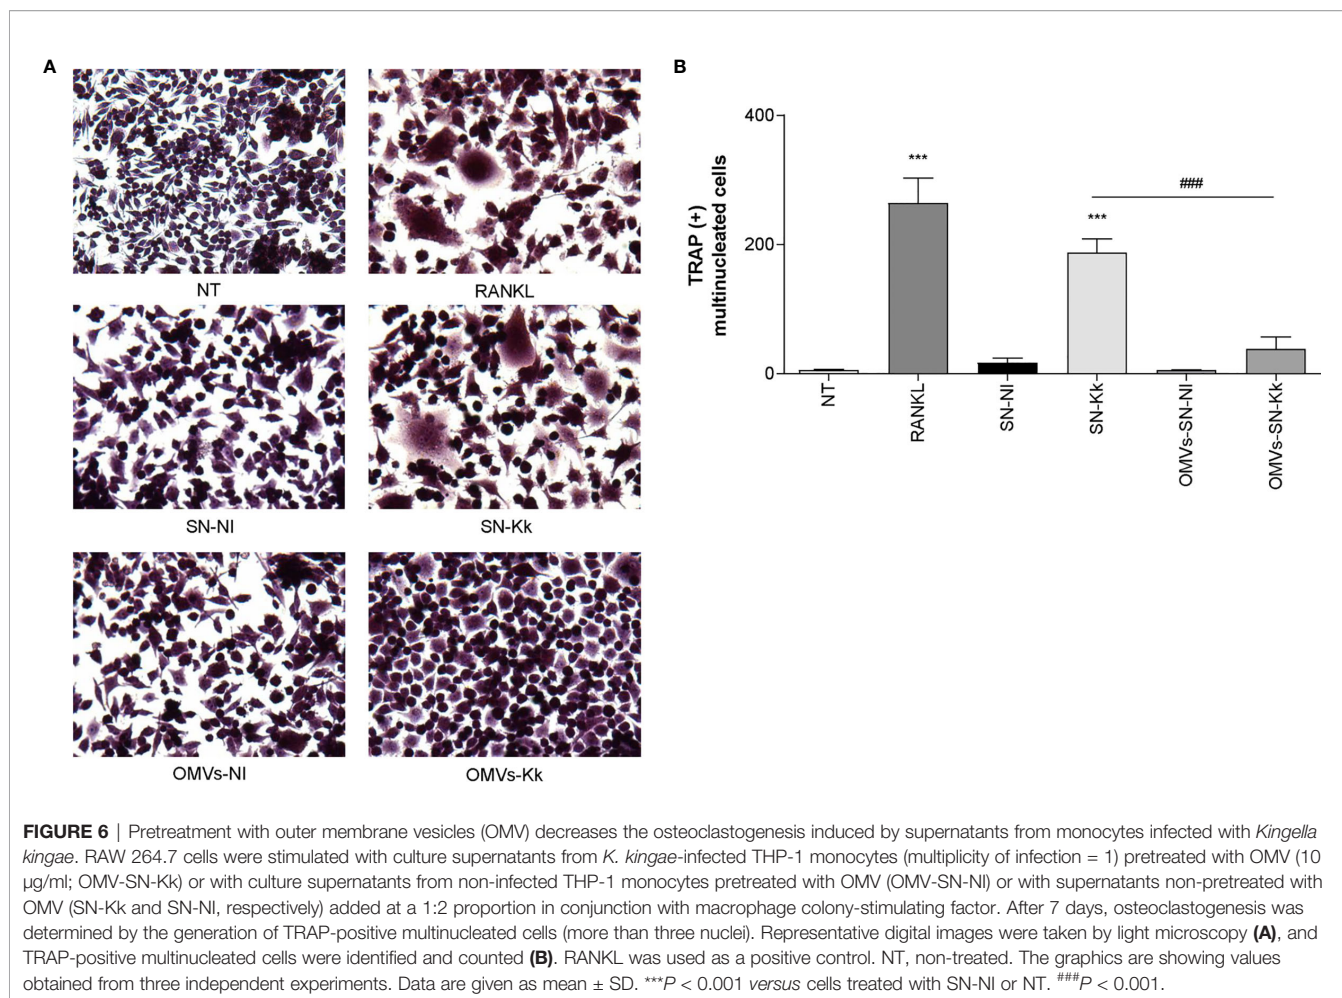 A
NT
RANKL
SN-NI
SN-Kk
OMVs-NI
OMVs-Kk
B
TRAP (+)
multinucleated cells
400
200
0
***
***
###
NT
RANKL
SN-NI
SN-Kk
OMVs-SN-NI
OMVs-SN-Kk
FIGURE 6 | Pretreatment with outer membrane vesicles (OMV) decreases the osteoclastogenesis induced by supernatants from monocytes infected with Kingella
kingae. RAW 264.7 cells were stimulated with culture supernatants from K. kingae-infected THP-1 monocytes (multiplicity of infection = 1) pretreated with OMV (10
µg/ml; OMV-SN-Kk) or with culture supernatants from non-infected THP-1 monocytes pretreated with OMV (OMV-SN-NI) or with supernatants non-pretreated with
OMV (SN-Kk and SN-NI, respectively) added at a 1:2 proportion in conjunction with macrophage colony-stimulating factor. After 7 days, osteoclastogenesis was
determined by the generation of TRAP-positive multinucleated cells (more than three nuclei). Representative digital images were taken by light microscopy (A), and
TRAP-positive multinucleated cells were identified and counted (B). RANKL was used as a positive control. NT, non-treated. The graphics are showing values
obtained from three independent experiments. Data are given as mean ± SD. ***P < 0.001 versus cells treated with SN-NI or NT. ###P < 0.001.